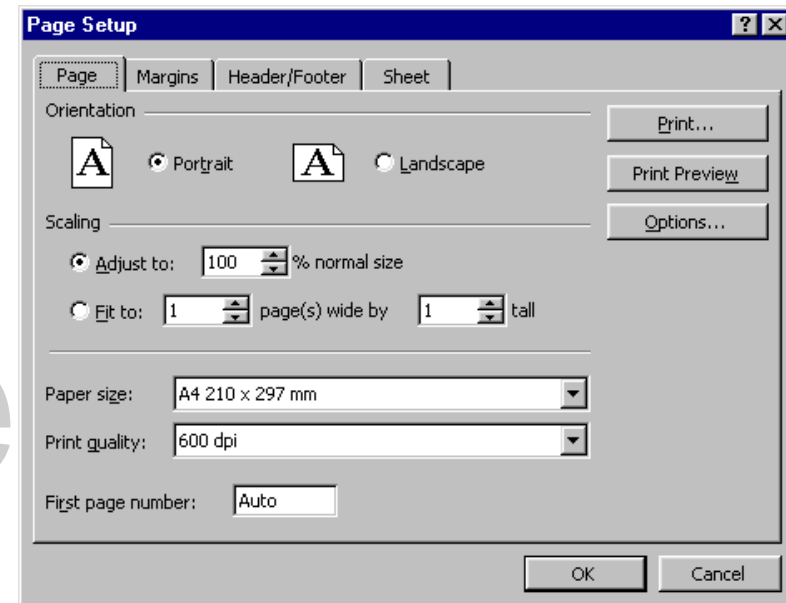 Page Setup
Page Margins Header/Footer Sheet
Orientation
A Portrait A Landscape
Print...
Print Preview
Options...
Scaling
Adjust to: 100 % normal size
Fit to: 1 page(s) wide by 1 tall
Paper size: A4 210 x 297 mm
Print quality: 600 dpi
First page number: Auto
OK Cancel